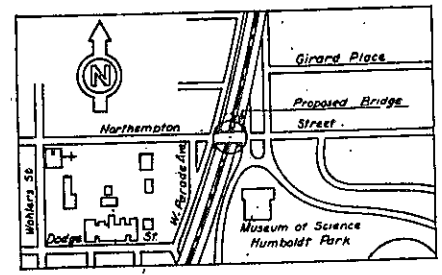 Girard Place
N
Proposed Bridge
Northampton Street
Wohlers St.
W. Parade Ave.
Museum of Science
Humboldt Park
Dodge St.